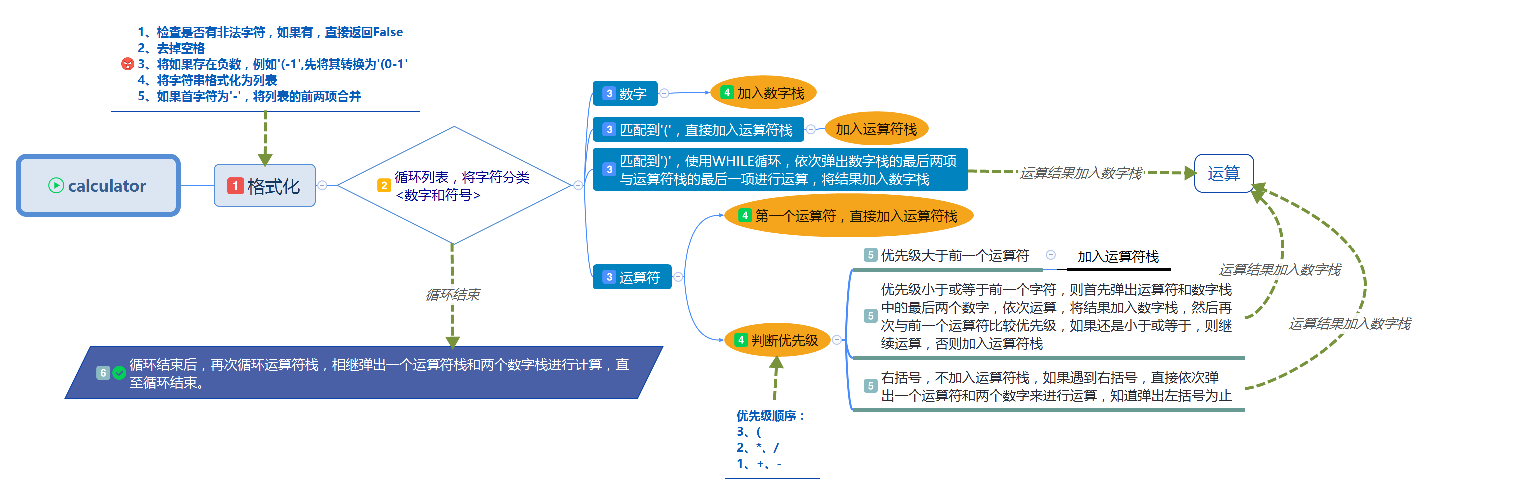 1、检查是否有非法字符，如果有，直接返回False
2、去掉空格
3、将如果存在负数，例如'(-1',先将其转换为'(0-1'
4、将字符串格式化为列表
5、如果首字符为'-'，将列表的前两项合并
calculator
1 格式化
2 循环列表，将字符分类
<数字和符号>
3 数字
4 加入数字栈
3 匹配到'('，直接加入运算符栈
加入运算符栈
3 匹配到')'，使用WHILE循环，依次弹出数字栈的最后两项
与运算符栈的最后一项进行运算，将结果加入数字栈
运算结果加入数字栈
运算
3 运算符
4 第一个运算符，直接加入运算符栈
4 判断优先级
5 优先级大于前一个运算符
加入运算符栈
5 优先级小于或等于前一个字符，则首先弹出运算符和数字栈
中的最后两个数字，依次运算，将结果加入数字栈，然后再
次与前一个运算符比较优先级，如果还是小于或等于，则继
续运算，否则加入运算符栈
运算结果加入数字栈
5 右括号，不加入运算符栈，如果遇到右括号，直接依次弹
出一个运算符和两个数字来进行运算，知道弹出左括号为止
运算结果加入数字栈
优先级顺序：
3、(
2、*、/
1、+、-
循环结束
6 循环结束后，再次循环运算符栈，相继弹出一个运算符栈和两个数字栈进行计算，直
至循环结束。